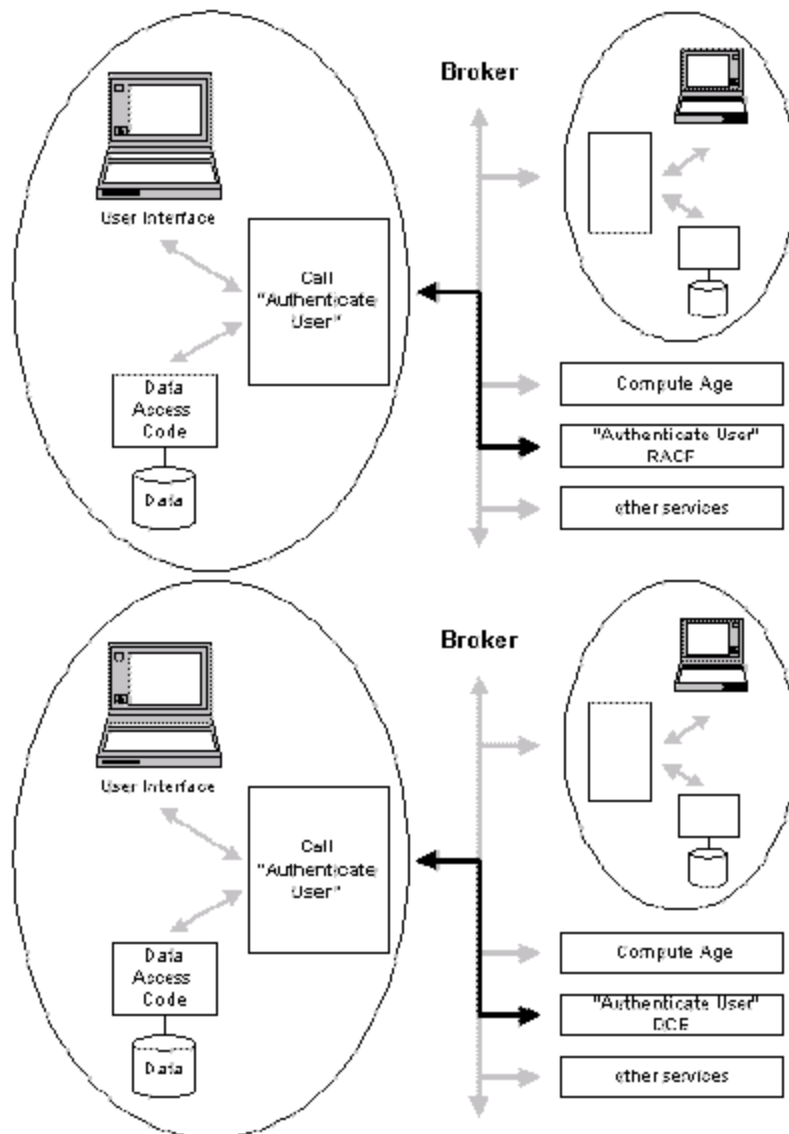 Broker
User Interface
Call
"Authenticate
User"
Data
Access
Code
Data
Compute Age
"Authenticate User"
RACF
other services
Broker
User Interface
Call
"Authenticate
User"
Data
Access
Code
Data
Compute Age
"Authenticate User"
DCE
other services